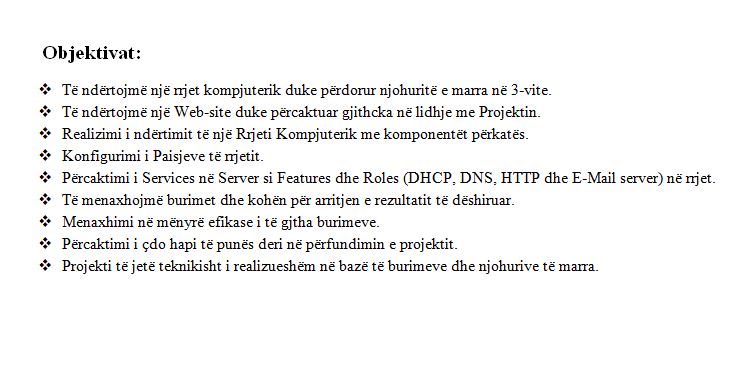 Objektivat:
❖ Të ndërtojmë një rrjet kompjuterik duke përdorur njohuritë e marra në 3-vite.
❖ Të ndërtojmë një Web-site duke përcaktuar gjithcka në lidhje me Projektin.
❖ Realizimi i ndërtimit të një Rrjeti Kompjuterik me komponentët përkatës.
❖ Konfigurimi i Paisjeve të rrjetit.
❖ Përcaktimi i Services në Server si Features dhe Roles (DHCP, DNS, HTTP dhe E-Mail server) në rrjet.
❖ Të menaxhojmë burimet dhe kohën për arritjen e rezultatit të dëshiruar.
❖ Menaxhimi në mënyrë efikase i të gjtha burimeve.
❖ Përcaktimi i çdo hapi të punës deri në përfundimin e projektit.
❖ Projekti të jetë teknikisht i realizueshëm në bazë të burimeve dhe njohurive të marra.